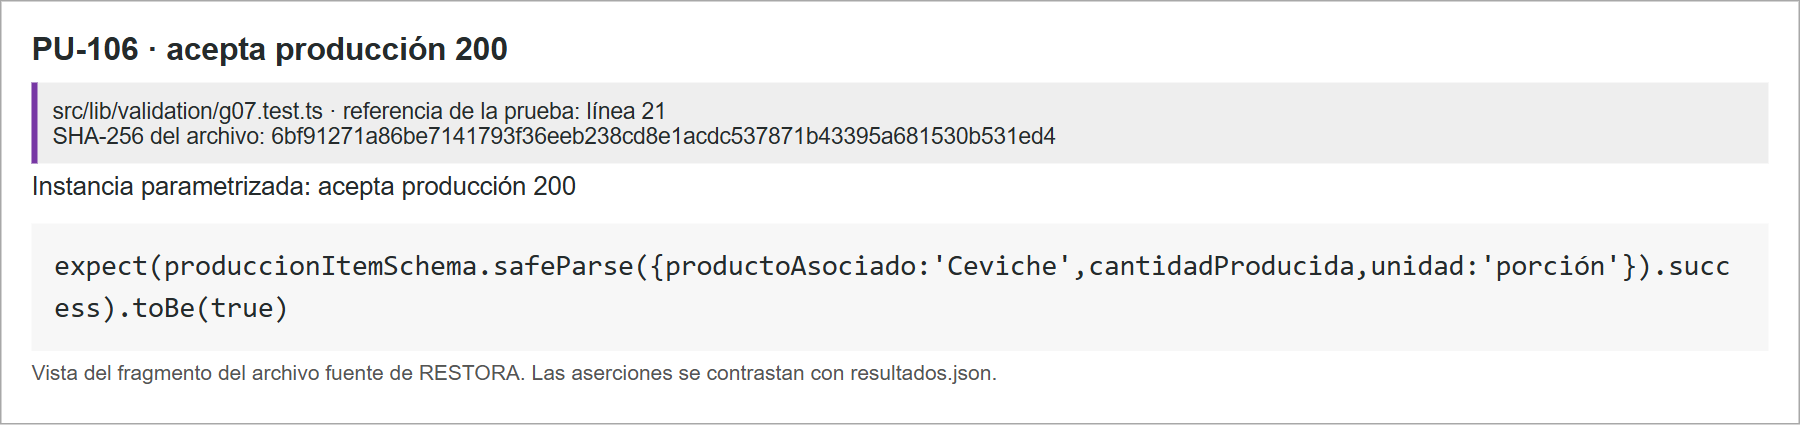 PU-106 · acepta producción 200
src/lib/validation/g07.test.ts · referencia de la prueba: línea 21
SHA-256 del archivo: 6bf91271a86be7141793f36eeb238cd8e1acdc537871b43395a681530b531ed4
Instancia parametrizada: acepta producción 200
expect(produccionItemSchema.safeParse({productoAsociado:'Ceviche',cantidadProducida,unidad:'porción'}).succ
ess).toBe(true)
Vista del fragmento del archivo fuente de RESTORA. Las aserciones se contrastan con resultados.json.